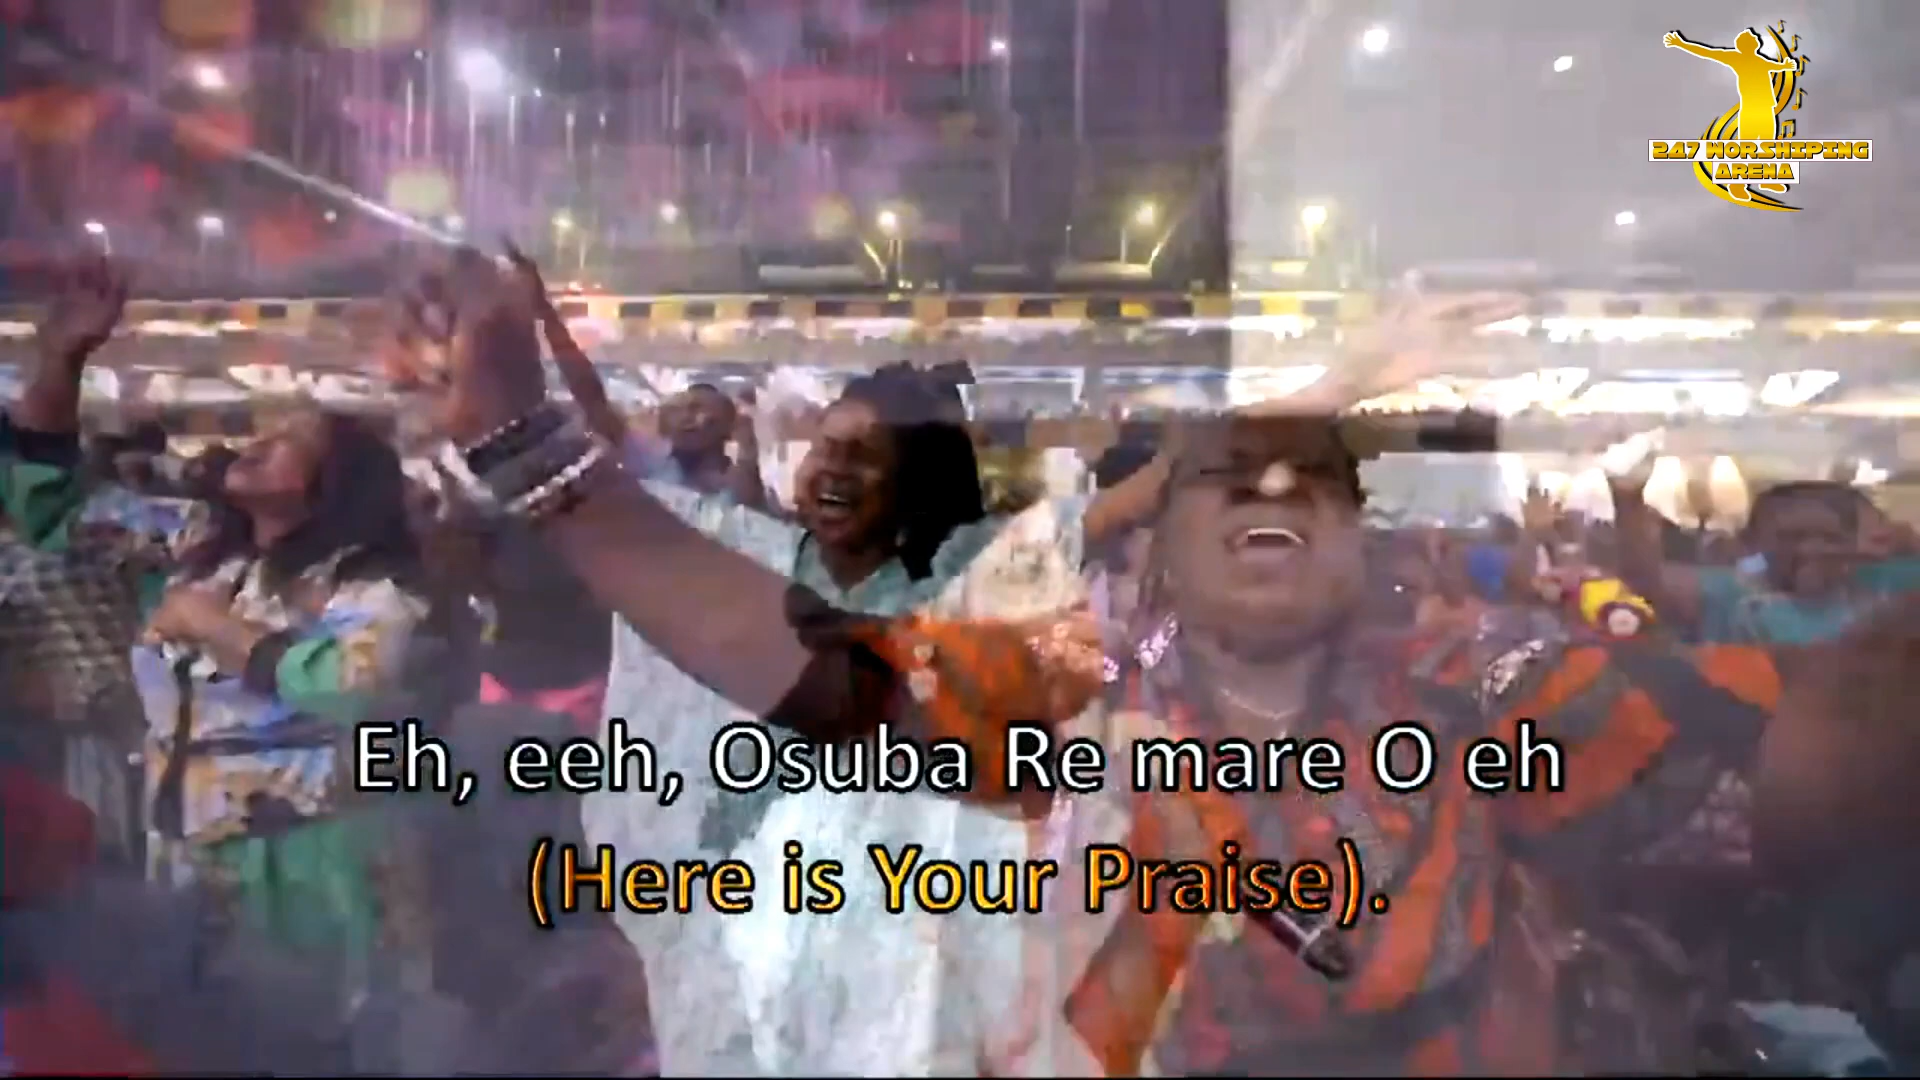 247 WORSHIPING
ARENA
Eh, eeh, Osuba Re mare O eh
(Here is Your Praise).